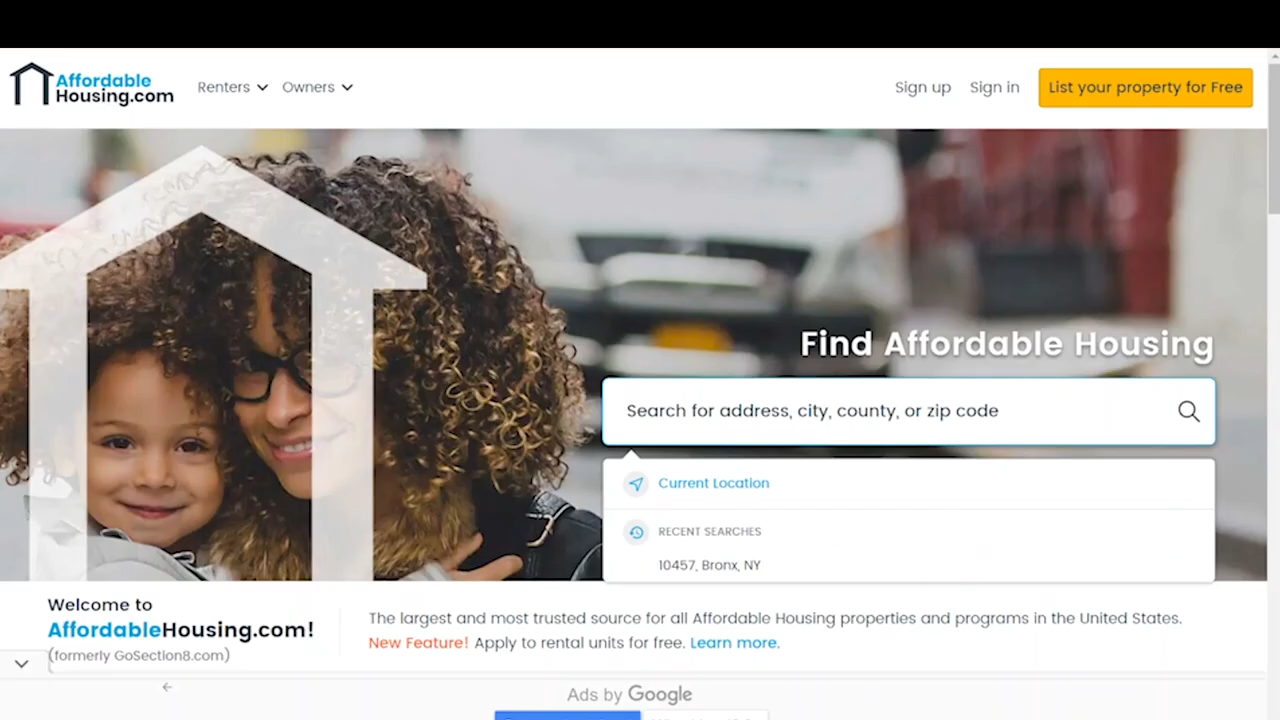 Affordable
Housing.com
Renters
Owners
Sign up
Sign in
List your property for Free
Find Affordable Housing
Search for address, city, county, or zip code
Current Location
RECENT SEARCHES
10457, Bronx, NY
Welcome to
AffordableHousing.com!
(formerly GoSection8.com)
The largest and most trusted source for all Affordable Housing properties and programs in the United States.
New Feature! Apply to rental units for free. Learn more.
Ads by Google